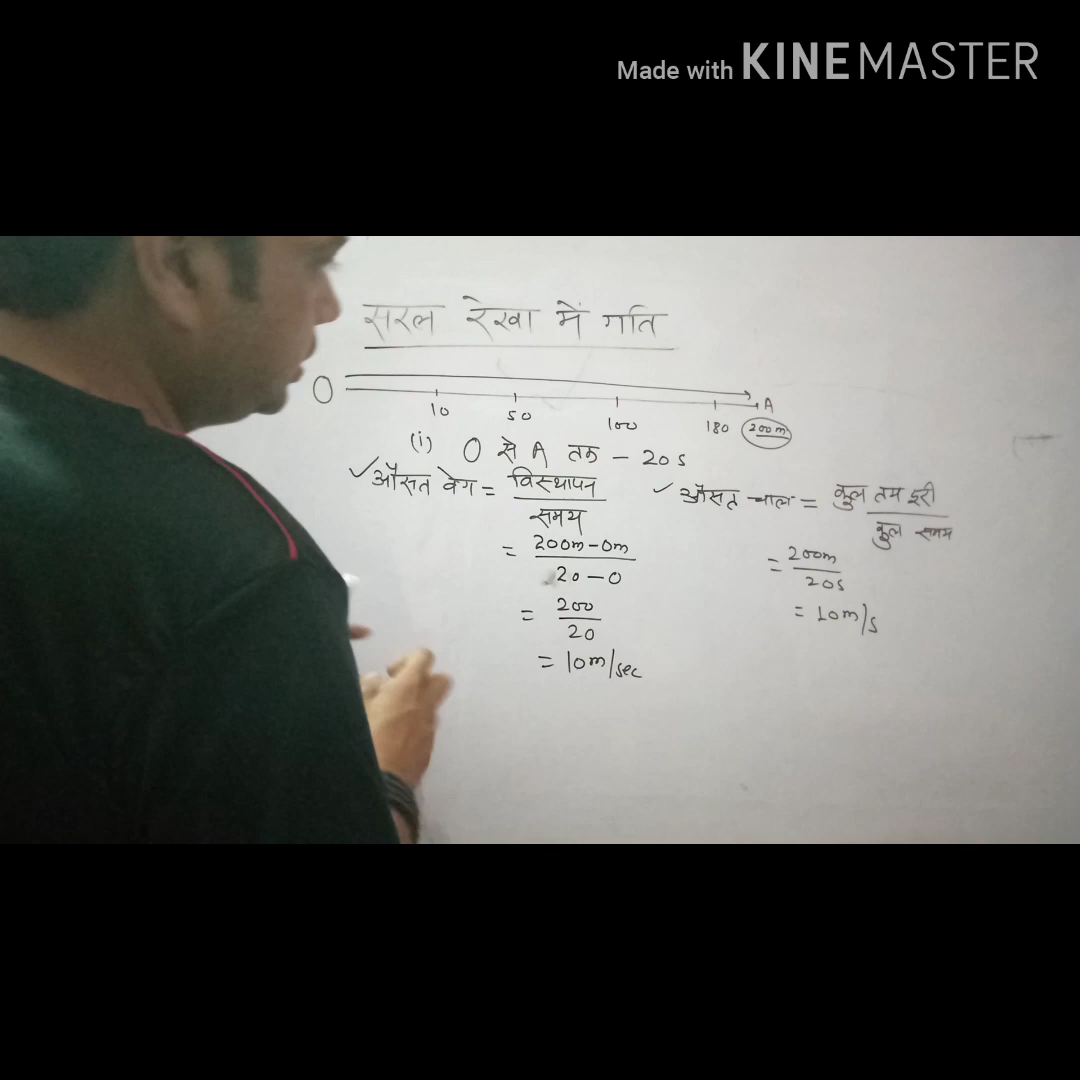 Made with KINEMASTER
सरल रेखा में गति
O
A
10 50 100 180 200m
(i) O से A तक - 20s
✓औसत वेग = विस्थापन / समय
= 200m-0m / 20-0
= 200 / 20
= 10m/sec
✓औसत चाल = कुल तय दूरी / कुल समय
= 200m / 20s
= 10m/s